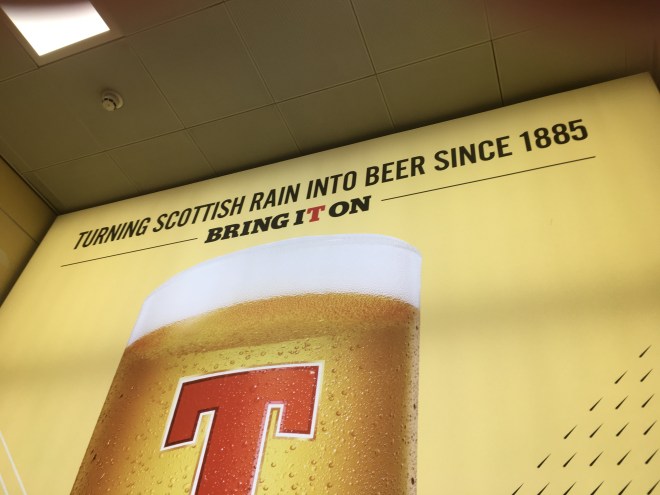 TURNING SCOTTISH RAIN INTO BEER SINCE 1885
BRING IT ON
T